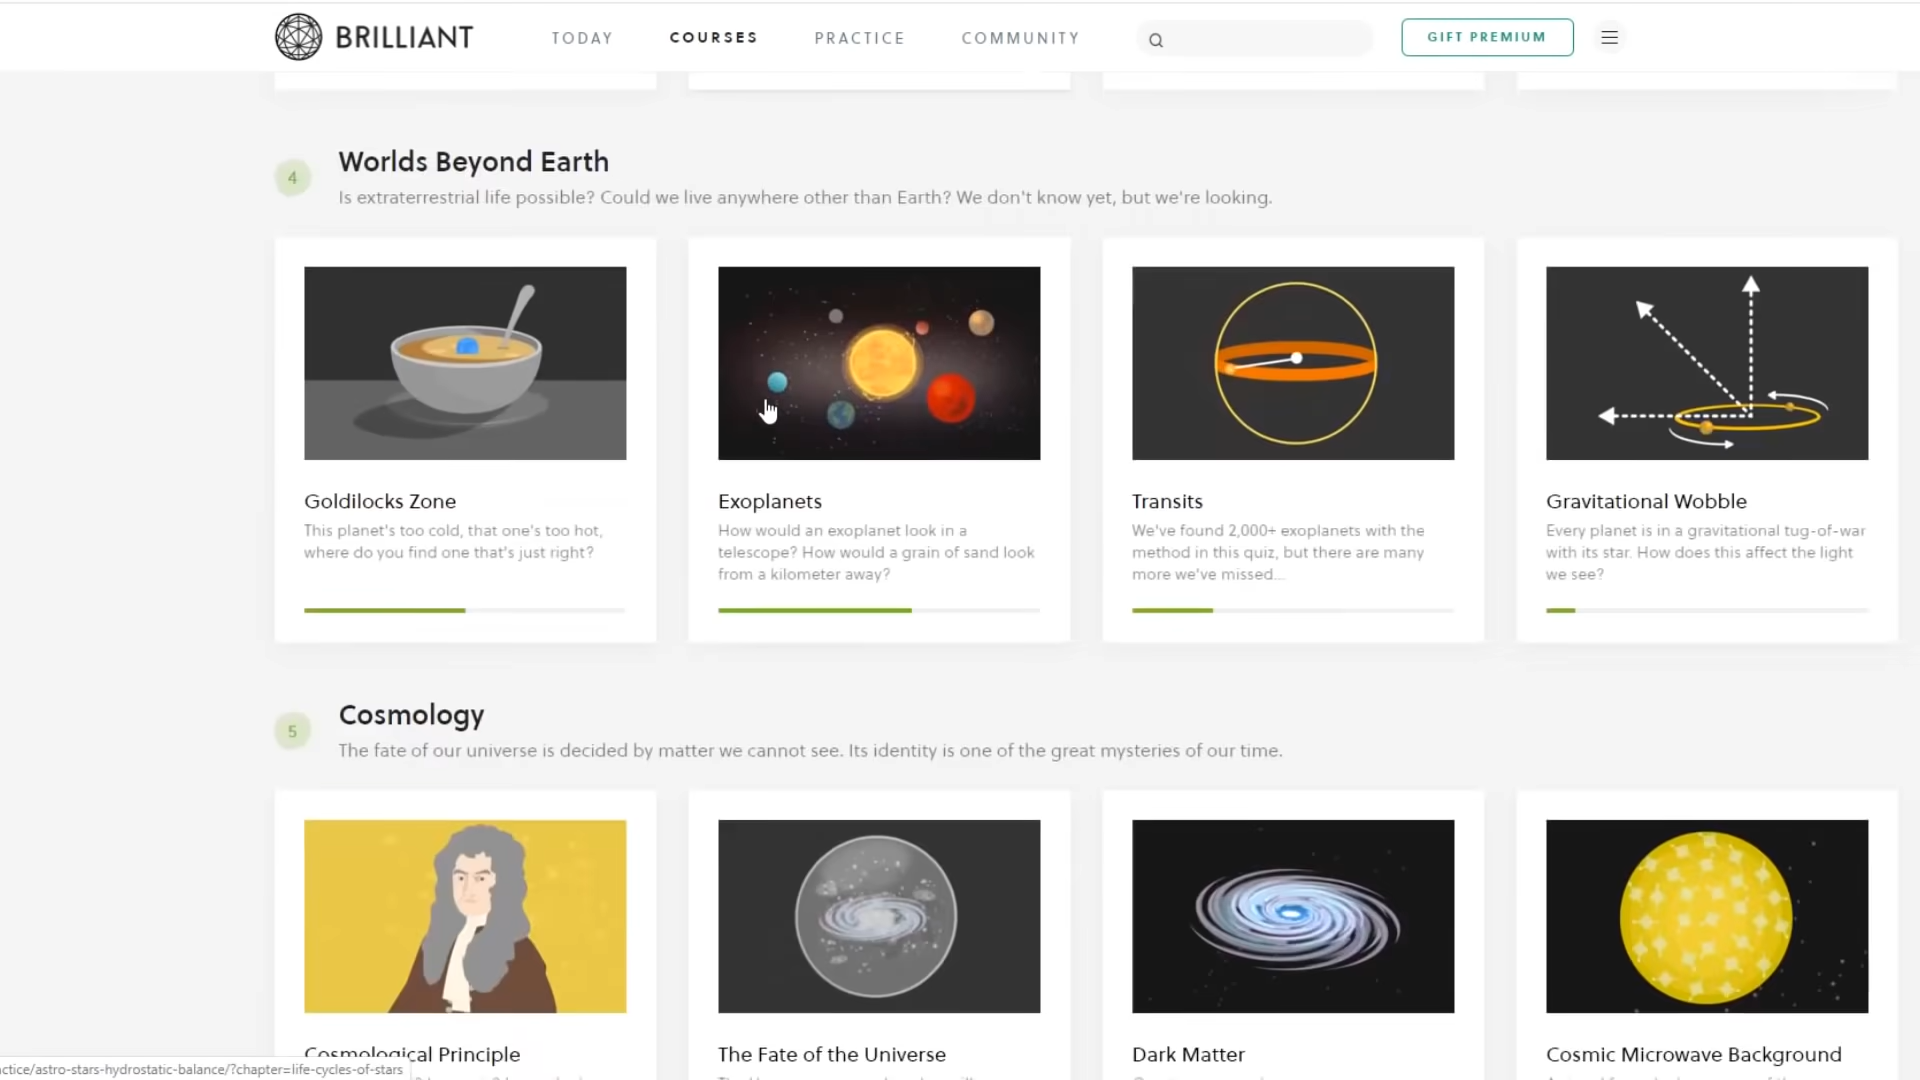 BRILLIANT
TODAY
COURSES
PRACTICE
COMMUNITY
GIFT PREMIUM
4
Worlds Beyond Earth
Is extraterrestrial life possible? Could we live anywhere other than Earth? We don't know yet, but we're looking.
Goldilocks Zone
This planet's too cold, that one's too hot,
where do you find one that's just right?
Exoplanets
How would an exoplanet look in a
telescope? How would a grain of sand look
from a kilometer away?
Transits
We've found 2,000+ exoplanets with the
method in this quiz, but there are many
more we've missed...
Gravitational Wobble
Every planet is in a gravitational tug-of-war
with its star. How does this affect the light
we see?
5
Cosmology
The fate of our universe is decided by matter we cannot see. Its identity is one of the great mysteries of our time.
Cosmological Principle
The Fate of the Universe
Dark Matter
Cosmic Microwave Background
ctice/astro-stars-hydrostatic-balance/?chapter=life-cycles-of-stars